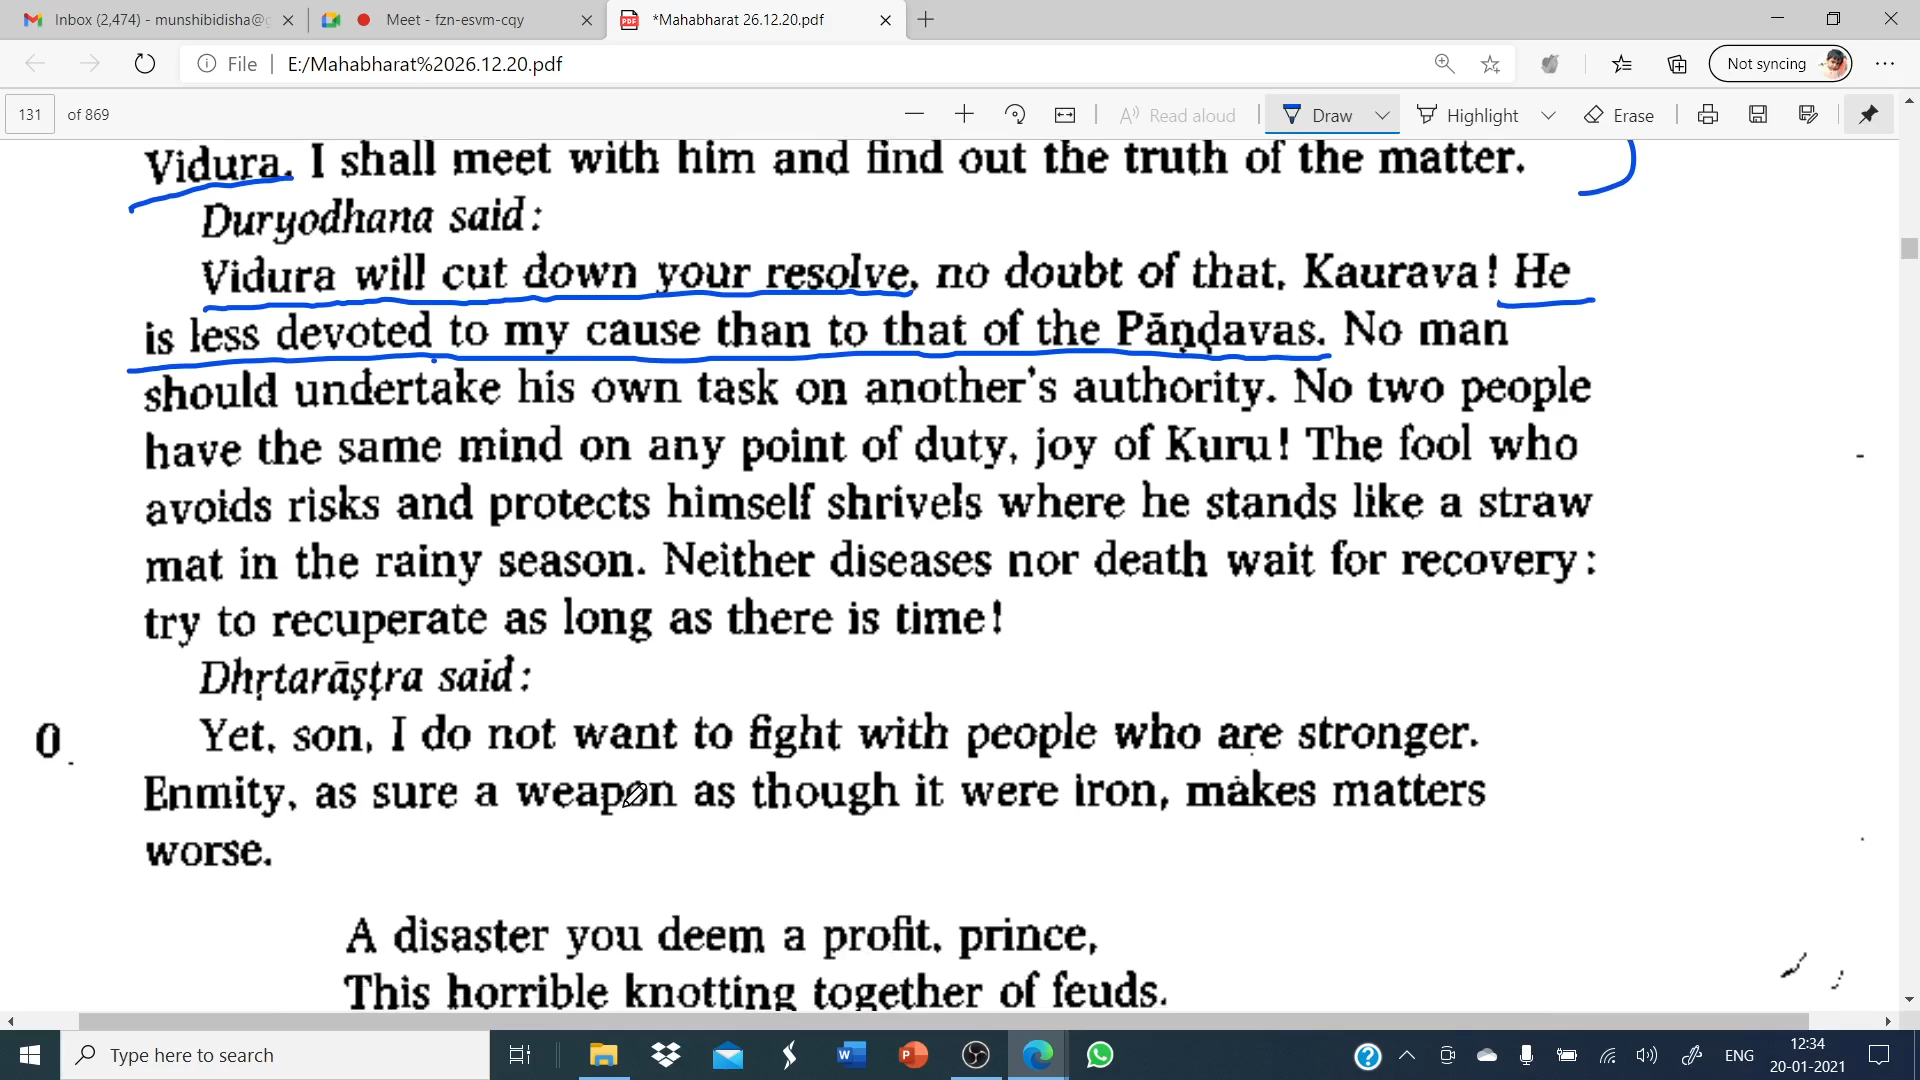 Inbox (2,474) - munshibidisha@g
Meet - fzn-esvm-cqy
*Mahabharat 26.12.20.pdf
File
E:/Mahabharat%2026.12.20.pdf
Not syncing
131 of 869
Read aloud
Draw
Highlight
Erase
Vidura. I shall meet with him and find out the truth of the matter.
Duryodhana said:
Vidura will cut down your resolve, no doubt of that, Kaurava! He
is less devoted to my cause than to that of the Pāṇḍavas. No man
should undertake his own task on another's authority. No two people
have the same mind on any point of duty, joy of Kuru! The fool who
avoids risks and protects himself shrivels where he stands like a straw
mat in the rainy season. Neither diseases nor death wait for recovery:
try to recuperate as long as there is time!
Dhṛtarāṣṭra said:
0
Yet, son, I do not want to fight with people who are stronger.
Enmity, as sure a weapon as though it were iron, makes matters
worse.
A disaster you deem a profit, prince,
This horrible knotting together of feuds.
Type here to search
ENG
12:34
20-01-2021